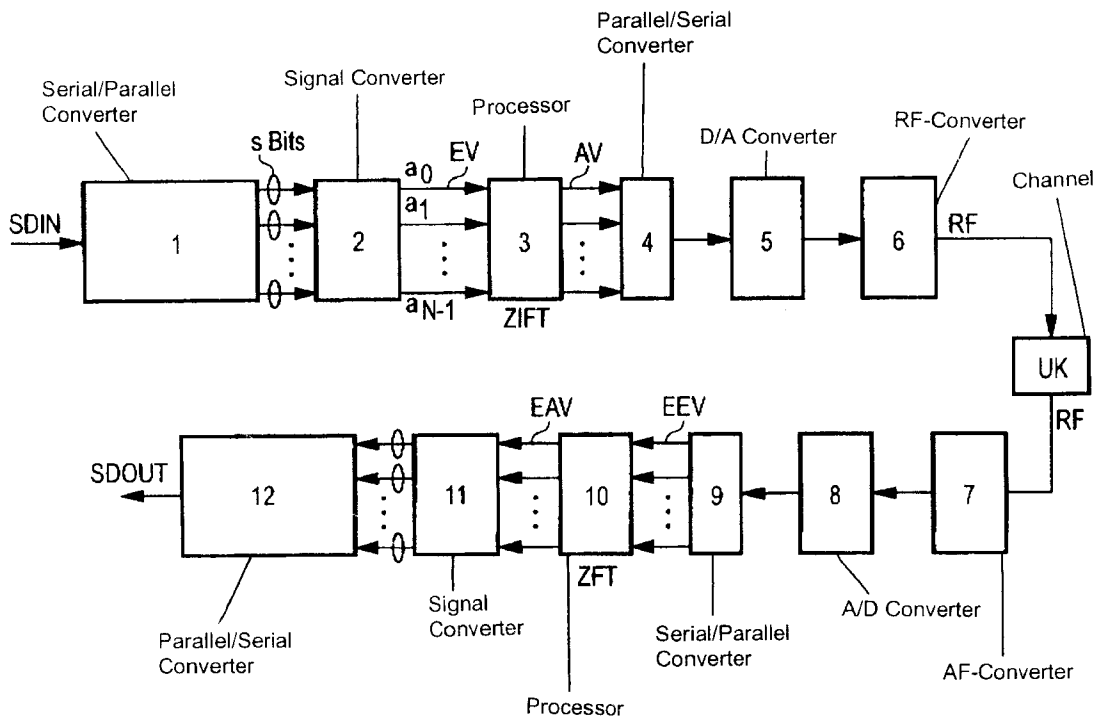 Parallel/Serial
Converter
Signal Converter
Serial/Parallel
Converter
Processor
RF-Converter
D/A Converter
s Bits
EV
AV
Channel
a0
a1
SDIN
1
2
3
4
5
6
RF
aN-1
ZIFT
UK
RF
EAV
EEV
SDOUT
12
11
10
9
8
7
ZFT
A/D Converter
Signal
Converter
Parallel/Serial
Converter
Serial/Parallel
Converter
AF-Converter
Processor